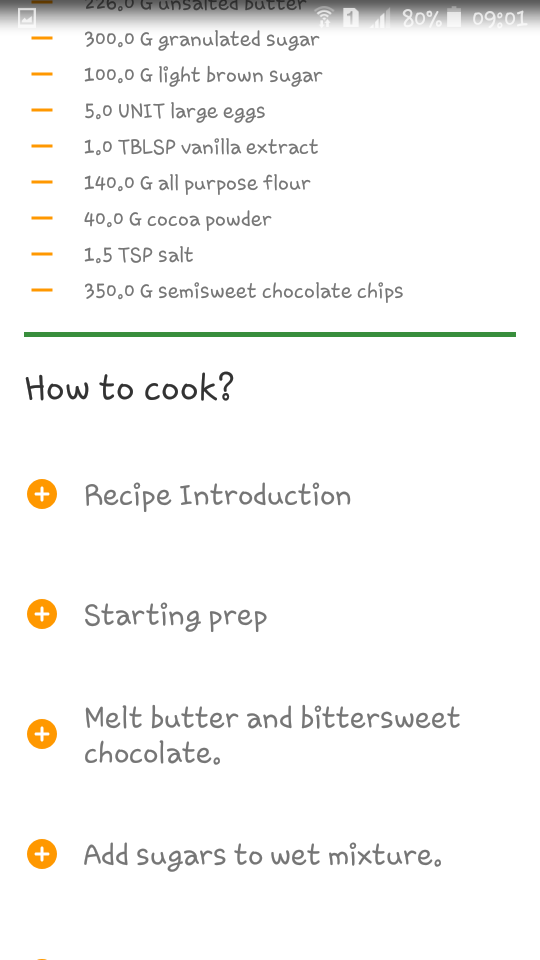 80% 09:01
226.0 G unsalted butter
300.0 G granulated sugar
100.0 G light brown sugar
5.0 UNIT large eggs
1.0 TBLSP vanilla extract
140.0 G all purpose flour
40.0 G cocoa powder
1.5 TSP salt
350.0 G semisweet chocolate chips
How to cook?
Recipe Introduction
Starting prep
Melt butter and bittersweet
chocolate.
Add sugars to wet mixture.